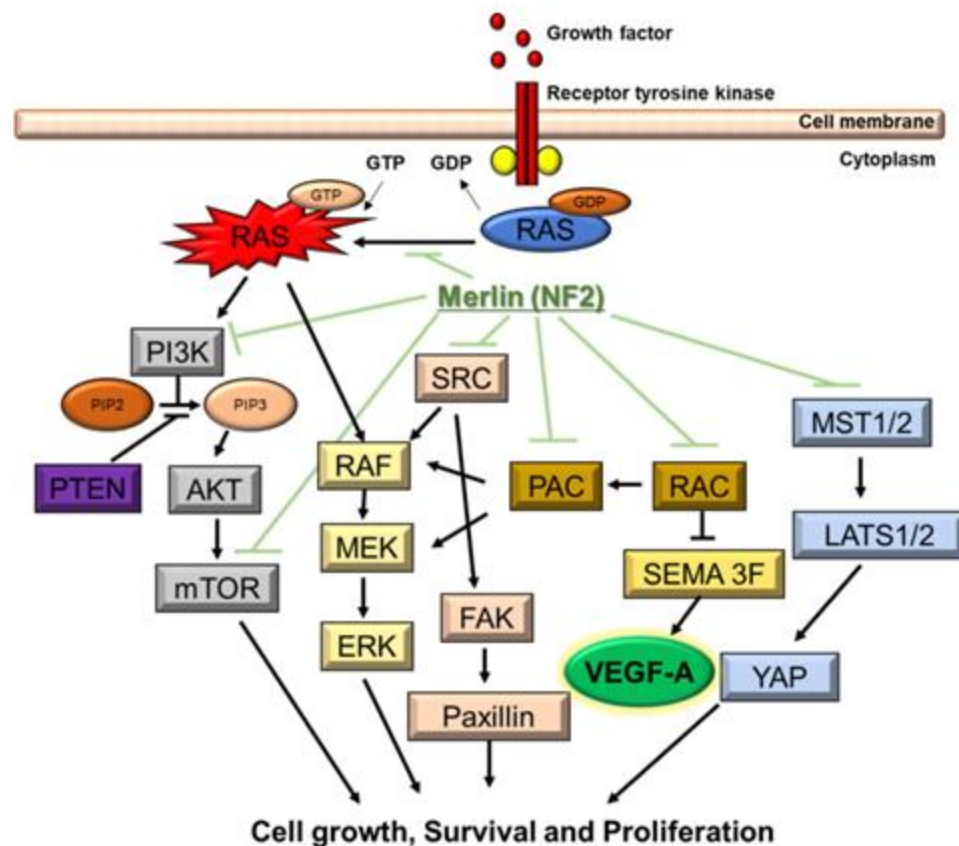 Growth factor
Receptor tyrosine kinase
Cell membrane
Cytoplasm
GTP
GDP
GTP
GDP
RAS
RAS
Merlin (NF2)
PI3K
SRC
PIP2
PIP3
MST1/2
PTEN
AKT
RAF
PAC
RAC
LATS1/2
MEK
mTOR
SEMA 3F
FAK
ERK
VEGF-A
YAP
Paxillin
Cell growth, Survival and Proliferation